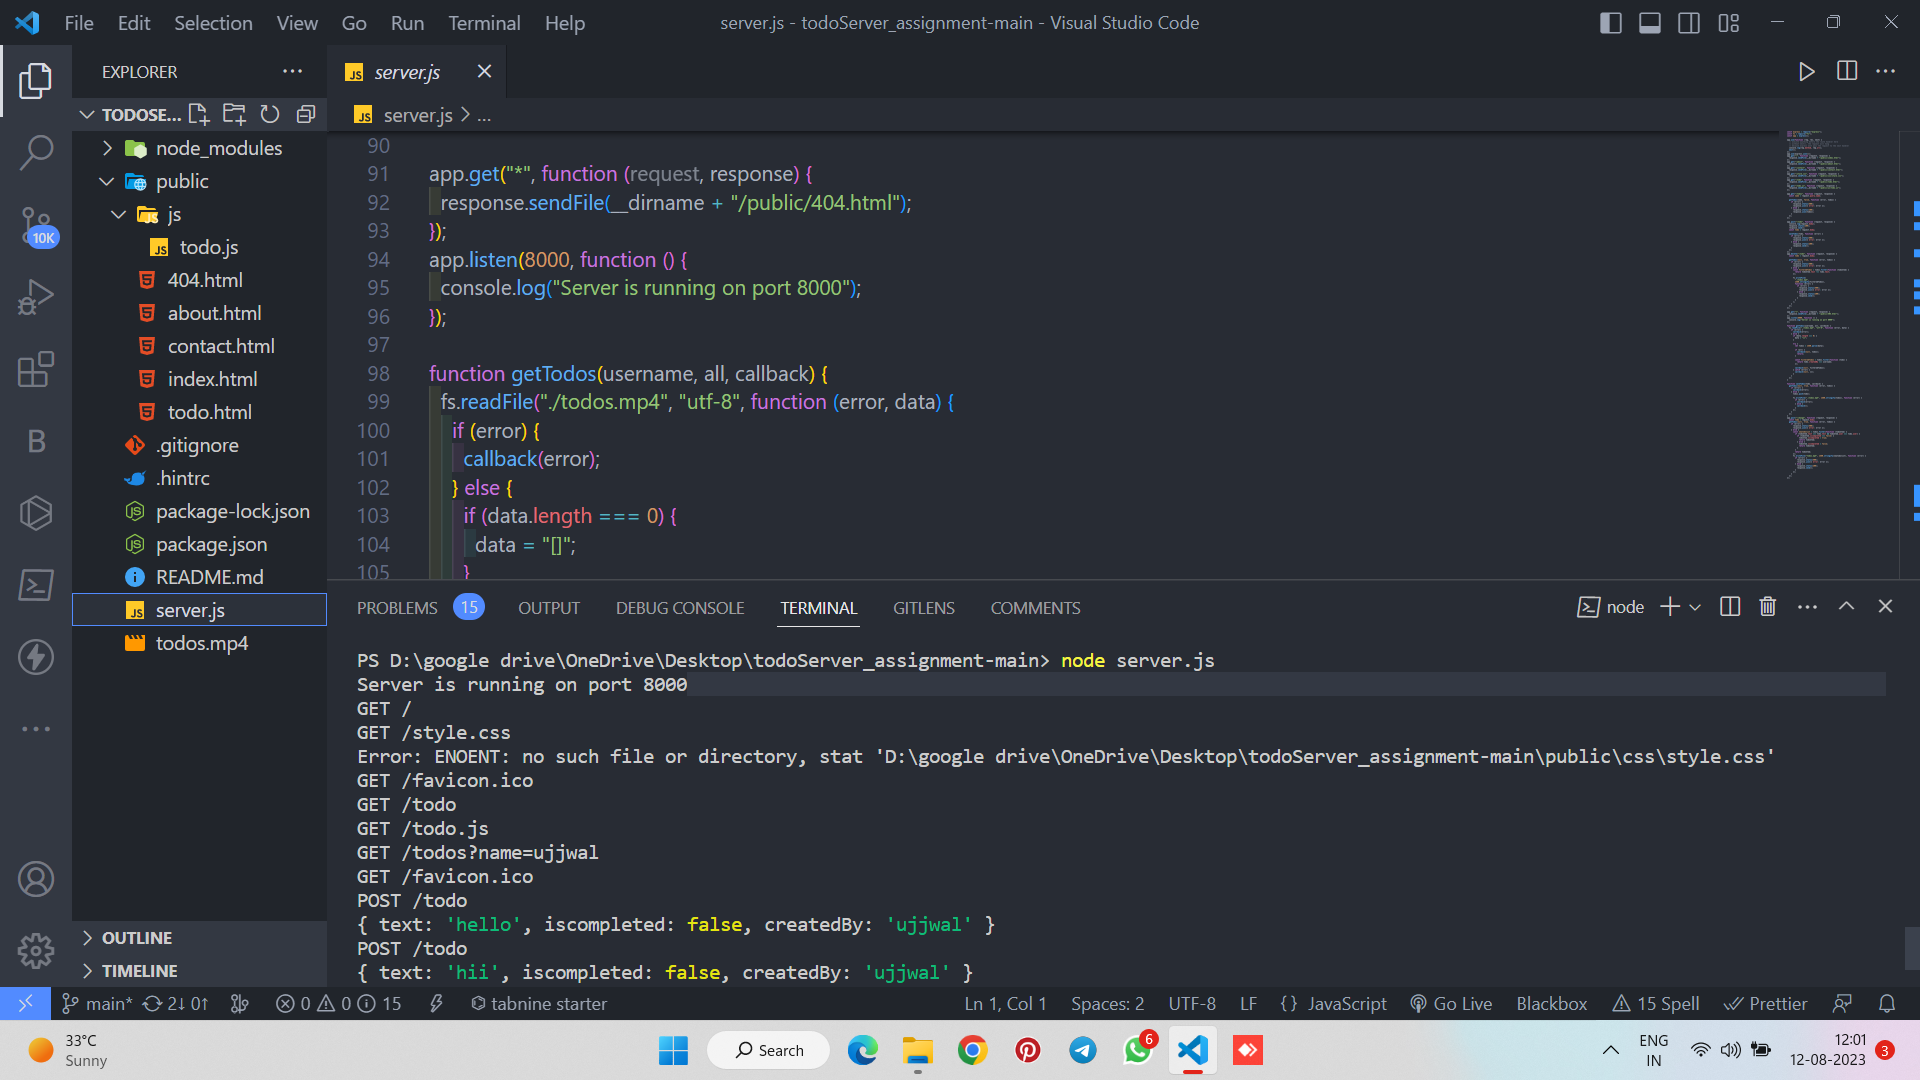 File Edit Selection View Go Run Terminal Help
server.js - todoServer_assignment-main - Visual Studio Code
EXPLORER
TODOSE...
node_modules
public
js
todo.js
404.html
about.html
contact.html
index.html
todo.html
.gitignore
.hintrc
package-lock.json
package.json
README.md
server.js
todos.mp4
OUTLINE
TIMELINE
10K
server.js
server.js > ...
90
91 app.get("*", function (request, response) {
92 response.sendFile(__dirname + "/public/404.html");
93 });
94 app.listen(8000, function () {
95 console.log("Server is running on port 8000");
96 });
97
98 function getTodos(username, all, callback) {
99 fs.readFile("./todos.mp4", "utf-8", function (error, data) {
100 if (error) {
101 callback(error);
102 } else {
103 if (data.length === 0) {
104 data = "[]";
105 }
PROBLEMS 15 OUTPUT DEBUG CONSOLE TERMINAL GITLENS COMMENTS
node
PS D:\google drive\OneDrive\Desktop\todoServer_assignment-main> node server.js
Server is running on port 8000
GET /
GET /style.css
Error: ENOENT: no such file or directory, stat 'D:\google drive\OneDrive\Desktop\todoServer_assignment-main\public\css\style.css'
GET /favicon.ico
GET /todo
GET /todo.js
GET /todos?name=ujjwal
GET /favicon.ico
POST /todo
{ text: 'hello', iscompleted: false, createdBy: 'ujjwal' }
POST /todo
{ text: 'hii', iscompleted: false, createdBy: 'ujjwal' }
main* 2↓ 0↑ 0 0 15 tabnine starter Ln 1, Col 1 Spaces: 2 UTF-8 LF {} JavaScript Go Live Blackbox 15 Spell Prettier
33°C
Sunny
Search
6
ENG
IN
12:01
12-08-2023
3